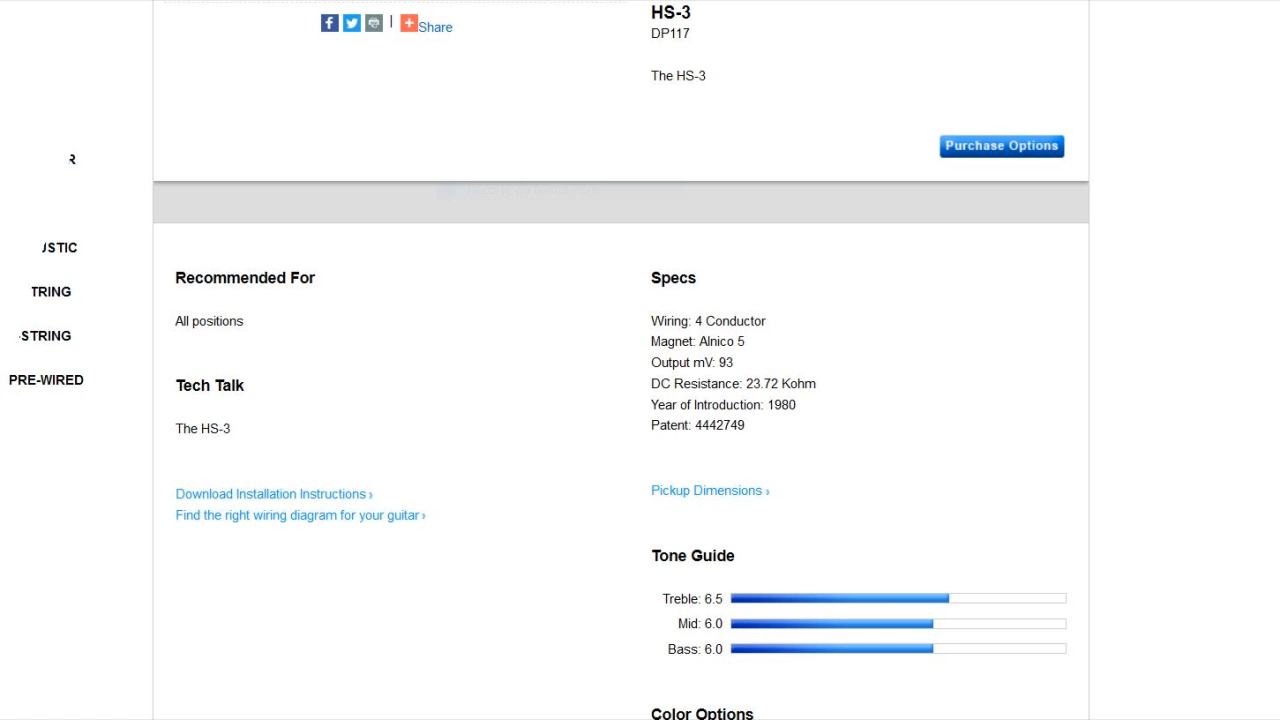 HS-3
DP117
Share
The HS-3
Purchase Options
STIC
TRING
STRING
PRE-WIRED
Recommended For
All positions
Tech Talk
The HS-3
Download Installation Instructions ›
Find the right wiring diagram for your guitar ›
Specs
Wiring: 4 Conductor
Magnet: Alnico 5
Output mV: 93
DC Resistance: 23.72 Kohm
Year of Introduction: 1980
Patent: 4442749
Pickup Dimensions ›
Tone Guide
Treble: 6.5
Mid: 6.0
Bass: 6.0
Color Options